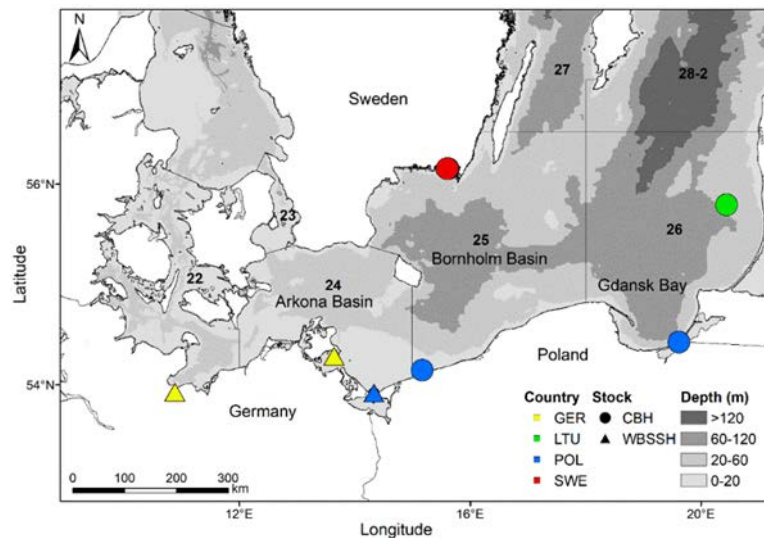 N
27
28-2
Sweden
56°N
23
25
26
Bornholm Basin
22
24
Arkona Basin
Gdansk Bay
Latitude
Poland
54°N
Germany
Country
GER
LTU
POL
SWE
Stock
CBH
WBSSH
Depth (m)
>120
60-120
20-60
0-20
0 50 100 200 300
km
12°E
16°E
20°E
Longitude